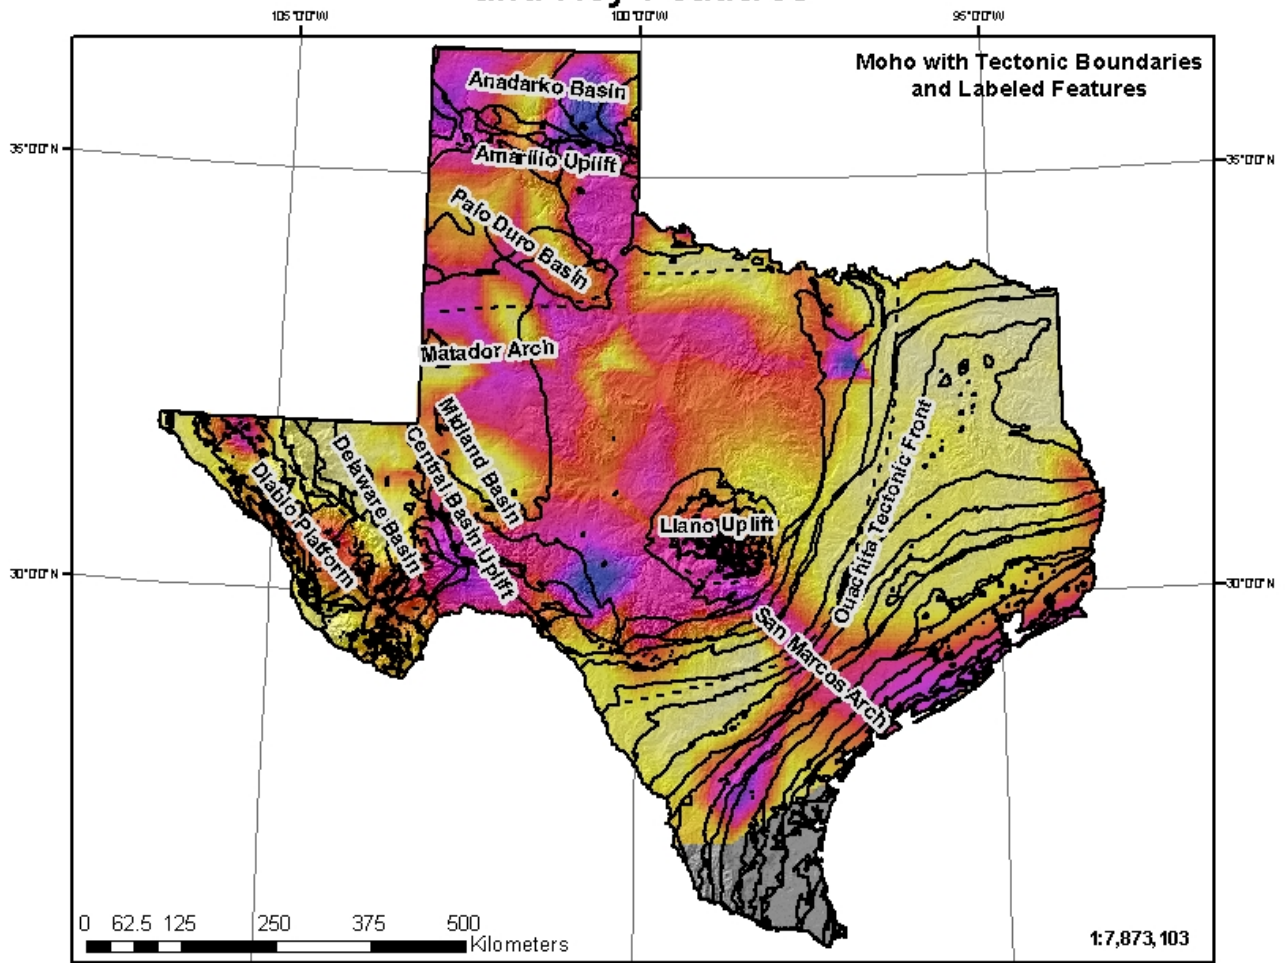 105°0'0"W
100°0'0"W
95°0'0"W
Moho with Tectonic Boundaries
and Labeled Features
35°0'0"N
35°0'0"N
Anadarko Basin
Amarillo Uplift
Palo Duro Basin
Matador Arch
Midland Basin
Central Basin Uplift
Delaware Basin
Diablo Platform
Llano Uplift
Ouachita Tectonic Front
San Marcos Arch
30°0'0"N
30°0'0"N
0 62.5 125 250 375 500
Kilometers
1:7,873,103